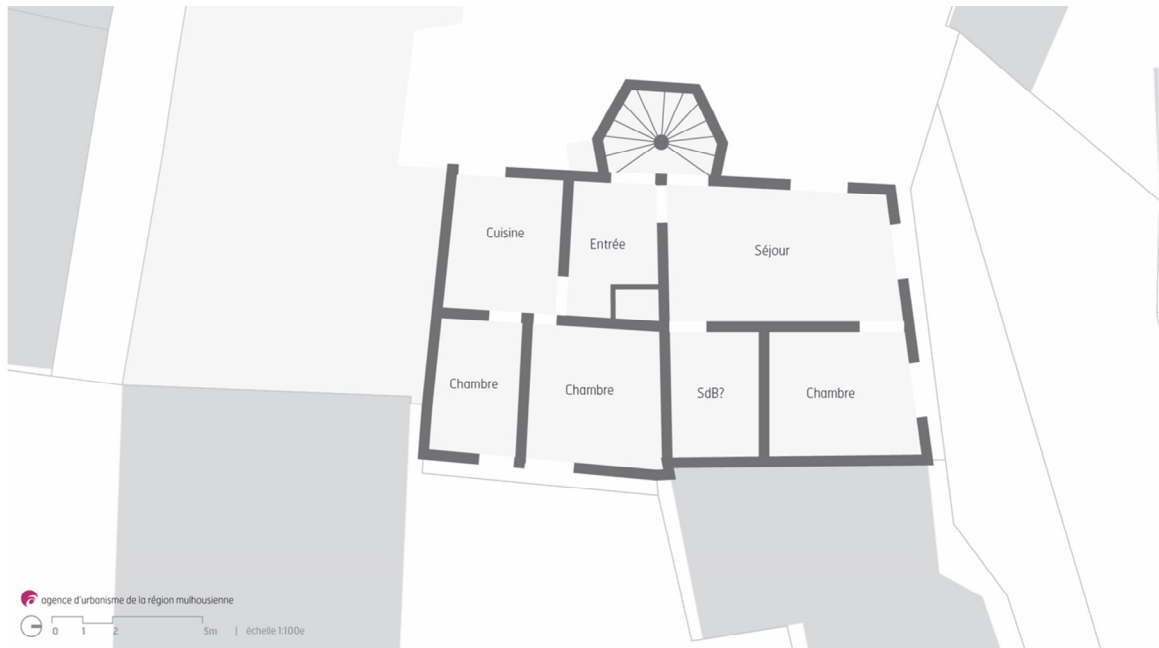 Cuisine
Entrée
Séjour
Chambre
Chambre
SdB?
Chambre
agence d'urbanisme de la région mulhousienne
0 1 2 5m | échelle 1:100e